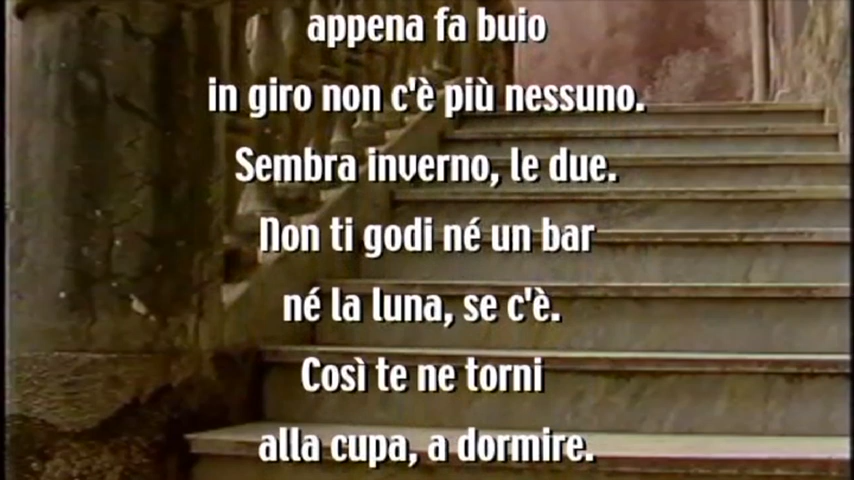 appena fa buio
in giro non c'è più nessuno.
Sembra inverno, le due.
Non ti godi né un bar
né la luna, se c'è.
Così te ne torni
alla cupa, a dormire.